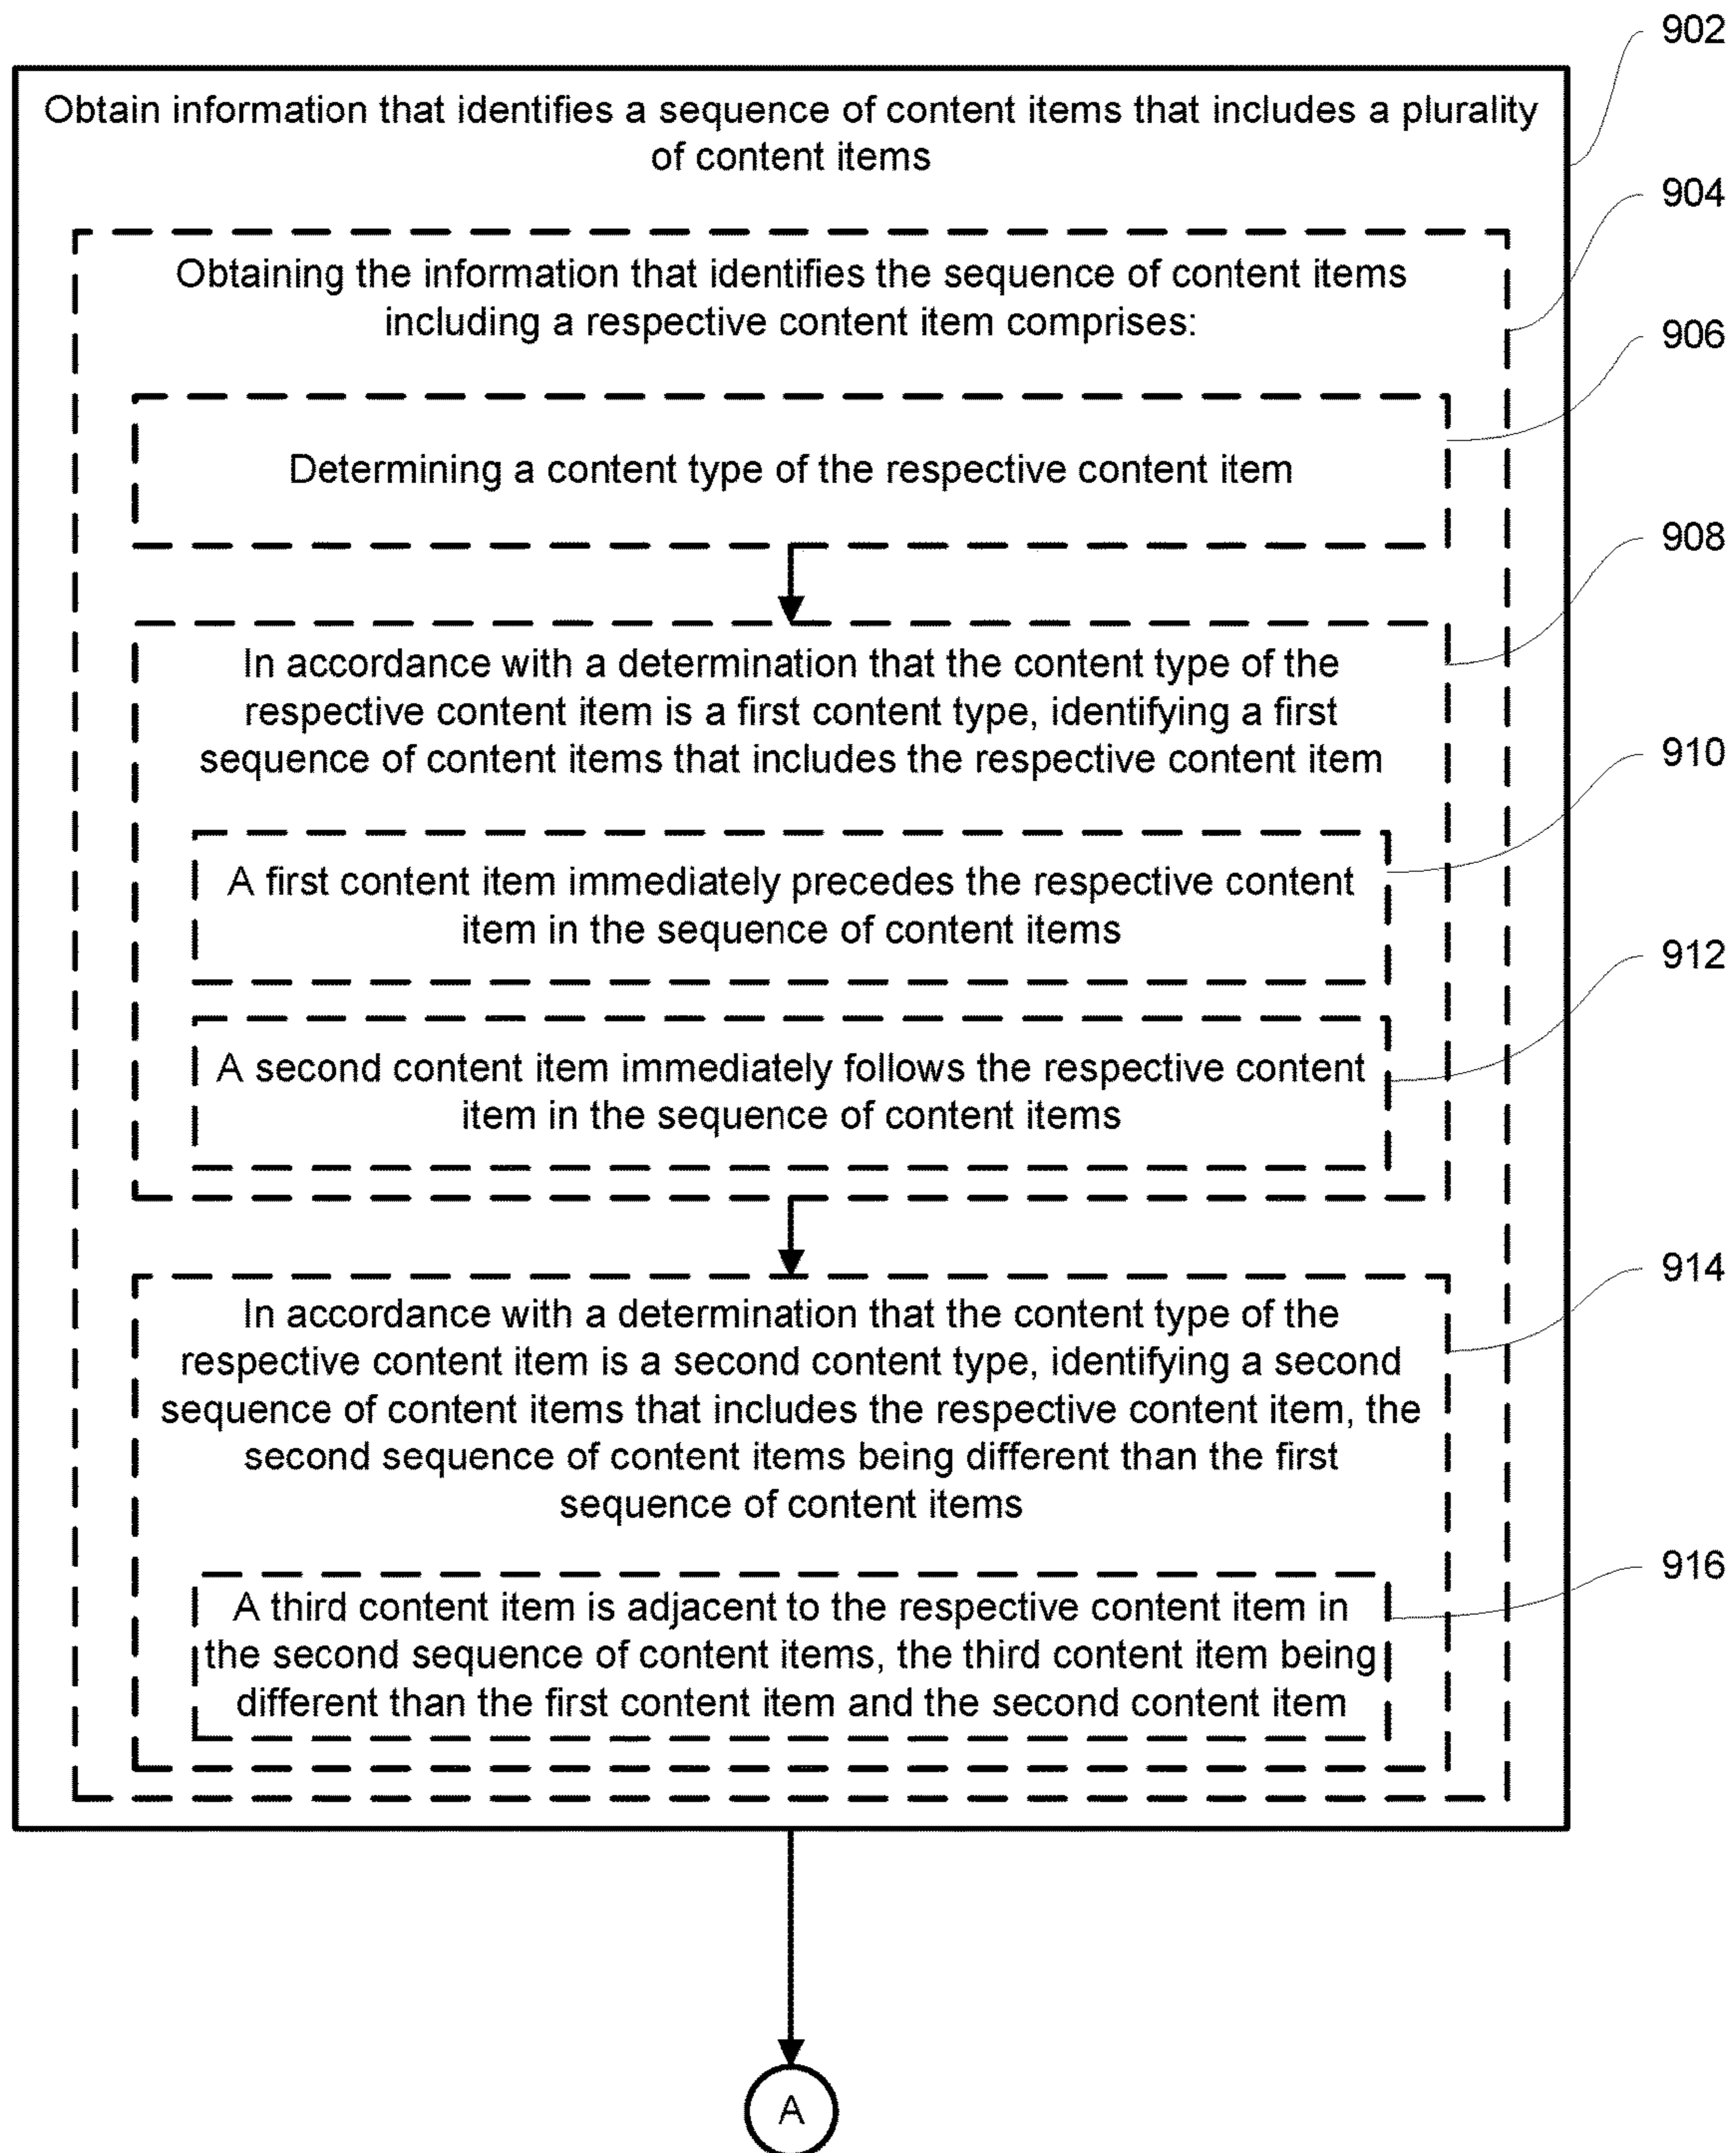 902
Obtain information that identifies a sequence of content items that includes a plurality
of content items
904
Obtaining the information that identifies the sequence of content items
including a respective content item comprises:
906
Determining a content type of the respective content item
908
In accordance with a determination that the content type of the
respective content item is a first content type, identifying a first
sequence of content items that includes the respective content item
910
A first content item immediately precedes the respective content
item in the sequence of content items
912
A second content item immediately follows the respective content
item in the sequence of content items
914
In accordance with a determination that the content type of the
respective content item is a second content type, identifying a second
sequence of content items that includes the respective content item, the
second sequence of content items being different than the first
sequence of content items
916
A third content item is adjacent to the respective content item in
the second sequence of content items, the third content item being
different than the first content item and the second content item
A